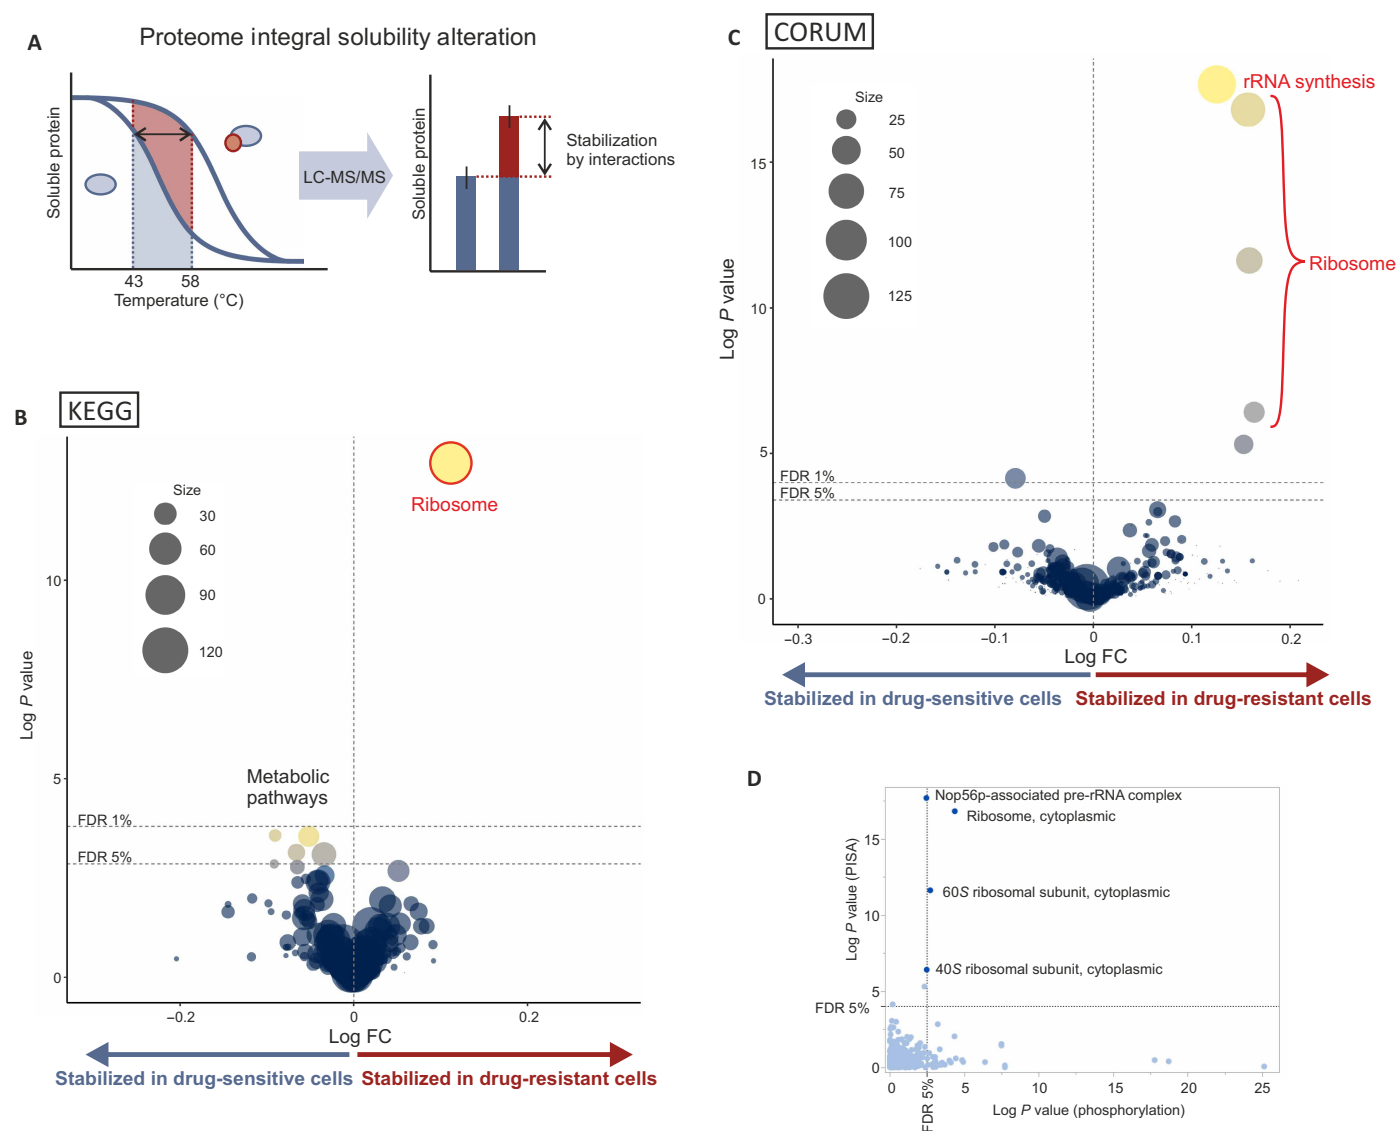 A
Proteome integral solubility alteration
Soluble protein
43
58
Temperature (°C)
LC-MS/MS
Soluble protein
Stabilization
by interactions
B
KEGG
Log P value
10
5
0
Size
30
60
90
120
Ribosome
Metabolic
pathways
FDR 1%
FDR 5%
−0.2
0
0.2
Log FC
Stabilized in drug-sensitive cells
Stabilized in drug-resistant cells
C
CORUM
Log P value
15
10
5
0
Size
25
50
75
100
125
rRNA synthesis
Ribosome
FDR 1%
FDR 5%
−0.3
−0.2
−0.1
0
0.1
0.2
Log FC
Stabilized in drug-sensitive cells
Stabilized in drug-resistant cells
D
Log P value (PISA)
15
10
5
0
FDR 5%
Nop56p-associated pre-rRNA complex
Ribosome, cytoplasmic
60S ribosomal subunit, cytoplasmic
40S ribosomal subunit, cytoplasmic
0
FDR 5%
5
10
15
20
25
Log P value (phosphorylation)